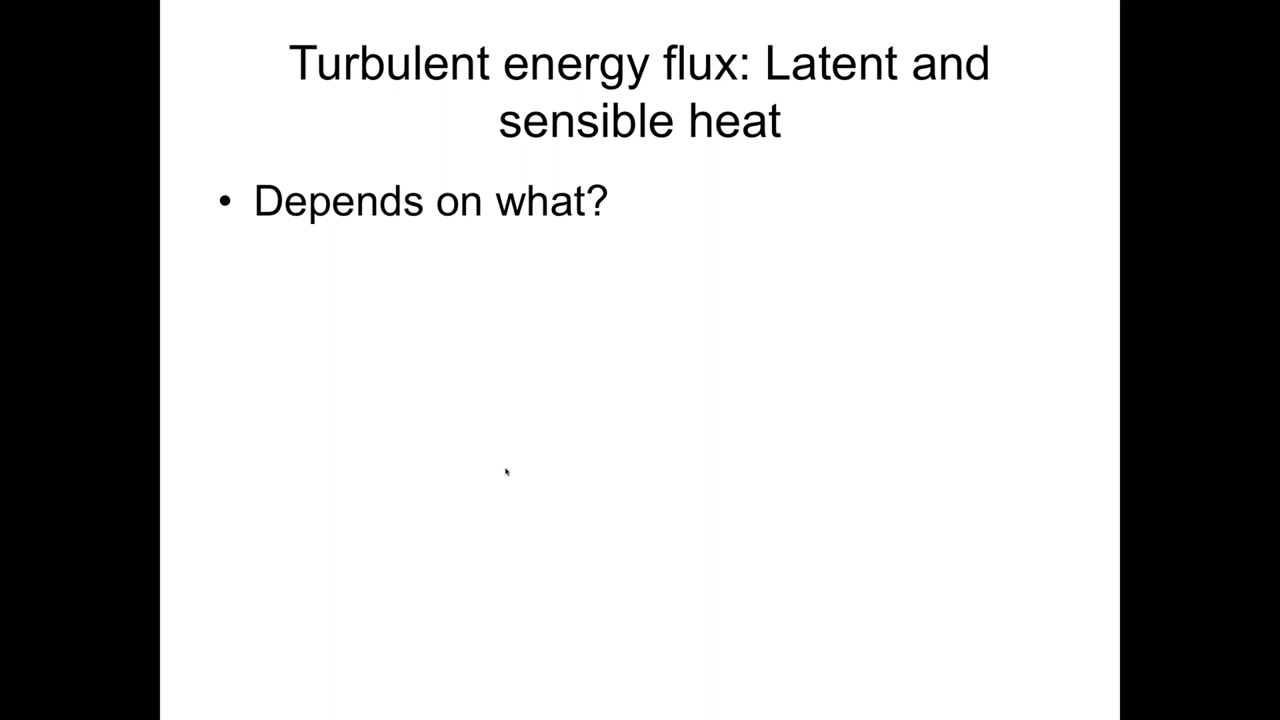 Turbulent energy flux: Latent and
sensible heat
• Depends on what?